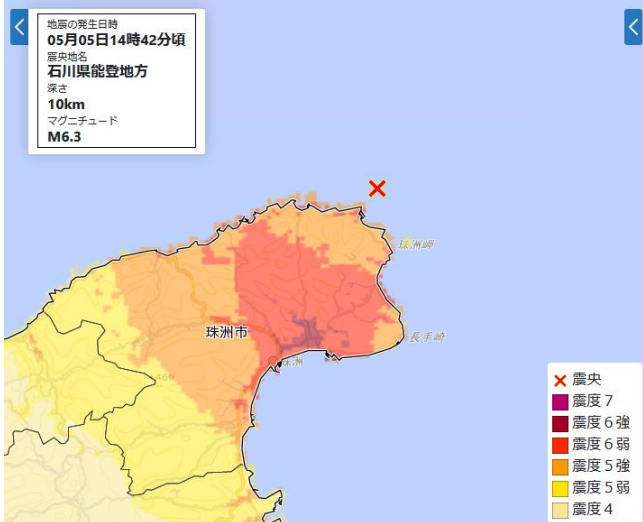 地震の発生日時
05月05日14時42分頃
震央地名
石川県能登地方
深さ
10km
マグニチュード
M6.3
珠洲岬
珠洲市
長手崎
珠洲
468
震央
震度7
震度6強
震度6弱
震度5強
震度5弱
震度4